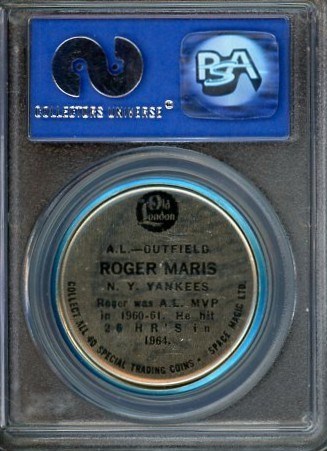 COLLECTORS UNIVERSE®
PSA
Old
London
A.L.—OUTFIELD
ROGER MARIS
N. Y. YANKEES
Roger was A.L. MVP
in 1960-61. He hit
26 HR'S in
1964.
COLLECT ALL 40 SPECIAL TRADING COINS • SPACE MAGIC LTD.